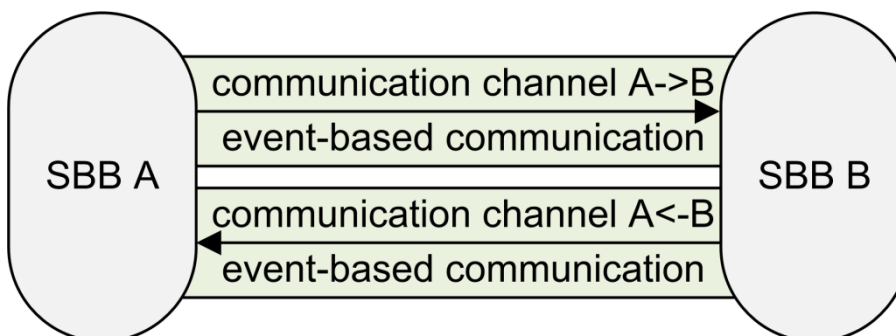 communication channel A->B
event-based communication
SBB A
SBB B
communication channel A<-B
event-based communication